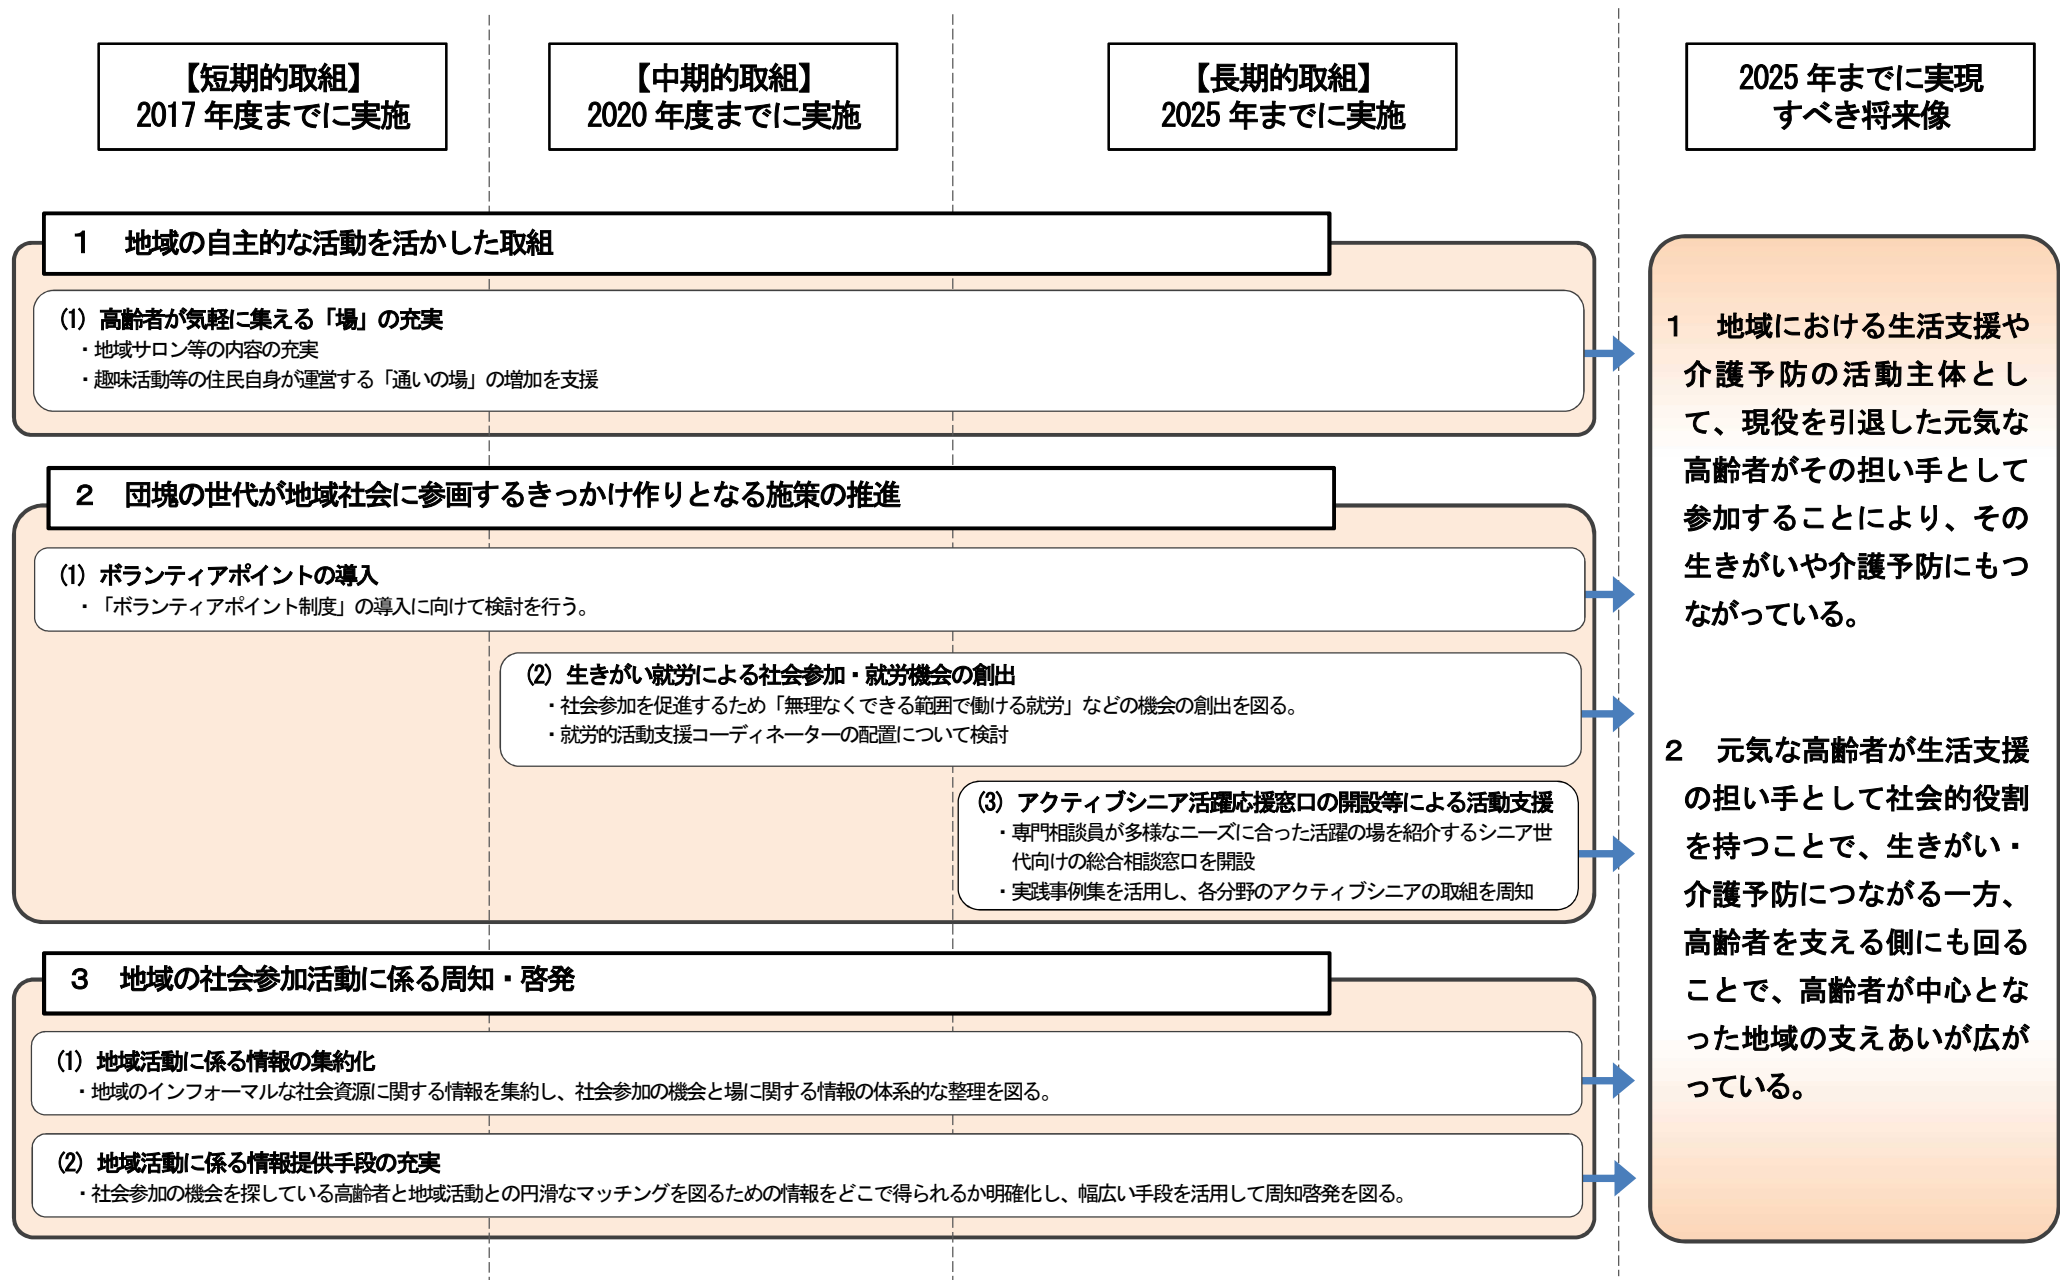 【短期的取組】
2017 年度までに実施
【中期的取組】
2020 年度までに実施
【長期的取組】
2025 年までに実施
2025 年までに実現
すべき将来像
１　地域の自主的な活動を活かした取組
(1) 高齢者が気軽に集える「場」の充実
・地域サロン等の内容の充実
・趣味活動等の住民自身が運営する「通いの場」の増加を支援
２　団塊の世代が地域社会に参画するきっかけ作りとなる施策の推進
(1) ボランティアポイントの導入
・「ボランティアポイント制度」の導入に向けて検討を行う。
(2) 生きがい就労による社会参加・就労機会の創出
・社会参加を促進するため「無理なくできる範囲で働ける就労」などの機会の創出を図る。
・就労的活動支援コーディネーターの配置について検討
(3) アクティブシニア活躍応援窓口の開設等による活動支援
・専門相談員が多様なニーズに合った活躍の場を紹介するシニア世
代向けの総合相談窓口を開設
・実践事例集を活用し、各分野のアクティブシニアの取組を周知
３　地域の社会参加活動に係る周知・啓発
(1) 地域活動に係る情報の集約化
・地域のインフォーマルな社会資源に関する情報を集約し、社会参加の機会と場に関する情報の体系的な整理を図る。
(2) 地域活動に係る情報提供手段の充実
・社会参加の機会を探している高齢者と地域活動との円滑なマッチングを図るための情報をどこで得られるか明確化し、幅広い手段を活用して周知啓発を図る。
１　地域における生活支援や
介護予防の活動主体とし
て、現役を引退した元気な
高齢者がその担い手として
参加することにより、その
生きがいや介護予防にもつ
ながっている。
２　元気な高齢者が生活支援
の担い手として社会的役割
を持つことで、生きがい・
介護予防につながる一方、
高齢者を支える側にも回る
ことで、高齢者が中心とな
った地域の支えあいが広が
っている。